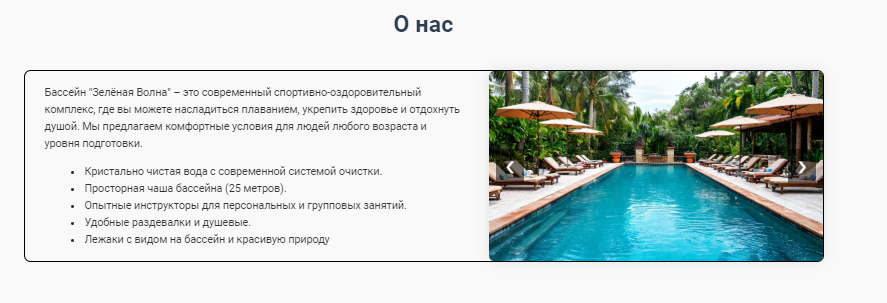 О нас
Бассейн "Зелёная Волна" – это современный спортивно-оздоровительный
комплекс, где вы можете насладиться плаванием, укрепить здоровье и отдохнуть
душой. Мы предлагаем комфортные условия для людей любого возраста и
уровня подготовки.
• Кристально чистая вода с современной системой очистки.
• Просторная чаша бассейна (25 метров).
• Опытные инструкторы для персональных и групповых занятий.
• Удобные раздевалки и душевые.
• Лежаки с видом на бассейн и красивую природу